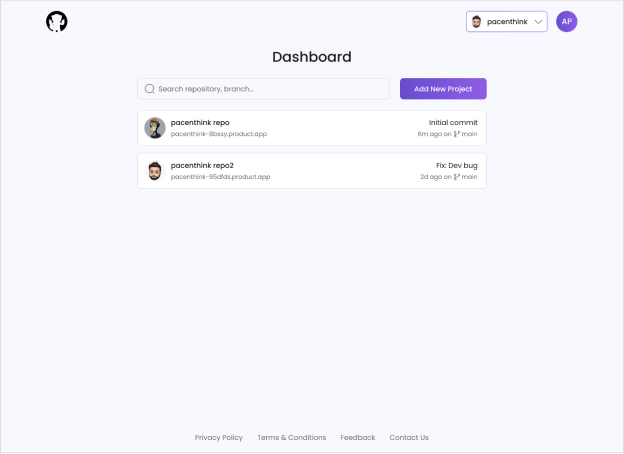 pacenthink
AP
Dashboard
Search repository, branch...
Add New Project
pacenthink repo
Initial commit
pacenthink-8bssy.product.app
6m ago on main
pacenthink repo2
Fix: Dev bug
pacenthink-95dfds.product.app
2d ago on main
Privacy Policy
Terms & Conditions
Feedback
Contact Us